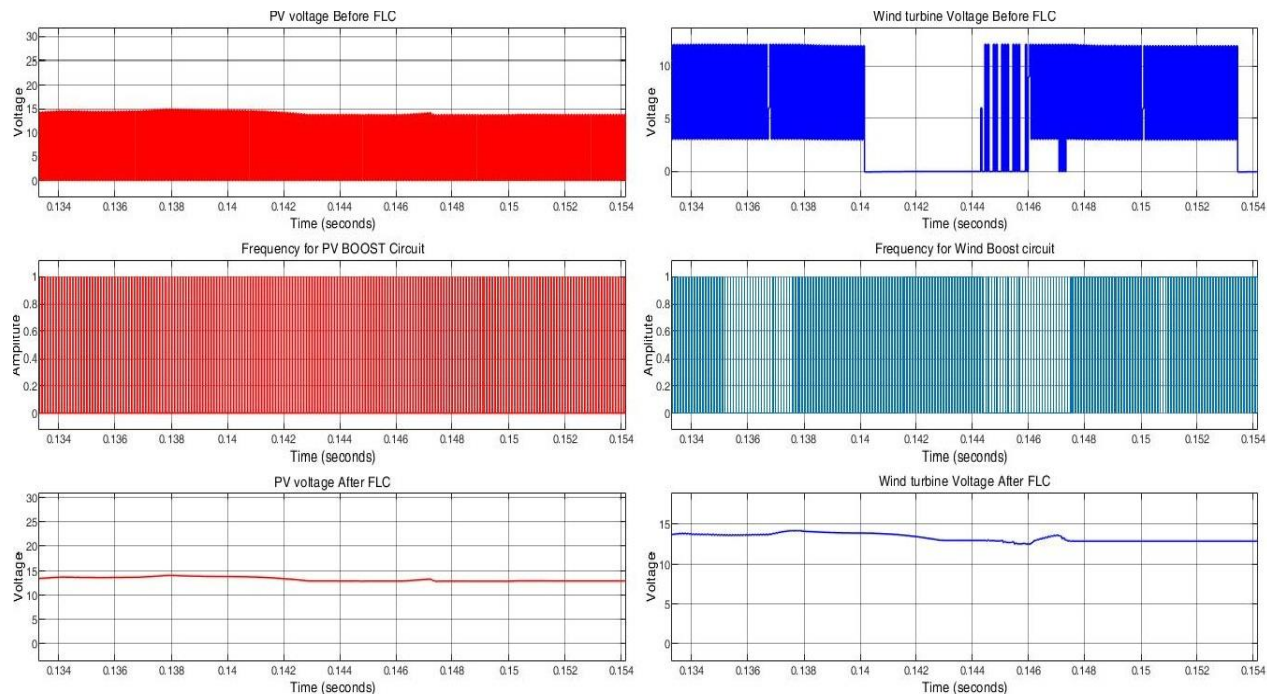 PV voltage Before FLC
30
25
20
15
10
5
0
Voltage
0.134 0.136 0.138 0.14 0.142 0.144 0.146 0.148 0.15 0.152 0.154
Time (seconds)
Wind turbine Voltage Before FLC
10
5
0
Voltage
0.134 0.136 0.138 0.14 0.142 0.144 0.146 0.148 0.15 0.152 0.154
Time (seconds)
Frequency for PV BOOST Circuit
1
0.8
0.6
0.4
0.2
0
Amplitute
0.134 0.136 0.138 0.14 0.142 0.144 0.146 0.148 0.15 0.152 0.154
Time (seconds)
Frequency for Wind Boost circuit
1
0.8
0.6
0.4
0.2
0
Amplitute
0.134 0.136 0.138 0.14 0.142 0.144 0.146 0.148 0.15 0.152 0.154
Time (seconds)
PV voltage After FLC
30
25
20
15
10
5
0
Voltage
0.134 0.136 0.138 0.14 0.142 0.144 0.146 0.148 0.15 0.152 0.154
Time (seconds)
Wind turbine Voltage After FLC
15
10
5
0
Voltage
0.134 0.136 0.138 0.14 0.142 0.144 0.146 0.148 0.15 0.152 0.154
Time (seconds)